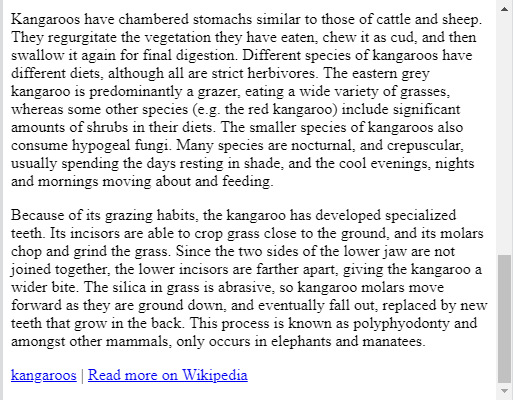 Kangaroos have chambered stomachs similar to those of cattle and sheep.
They regurgitate the vegetation they have eaten, chew it as cud, and then
swallow it again for final digestion. Different species of kangaroos have
different diets, although all are strict herbivores. The eastern grey
kangaroo is predominantly a grazer, eating a wide variety of grasses,
whereas some other species (e.g. the red kangaroo) include significant
amounts of shrubs in their diets. The smaller species of kangaroos also
consume hypogeal fungi. Many species are nocturnal, and crepuscular,
usually spending the days resting in shade, and the cool evenings, nights
and mornings moving about and feeding.
Because of its grazing habits, the kangaroo has developed specialized
teeth. Its incisors are able to crop grass close to the ground, and its molars
chop and grind the grass. Since the two sides of the lower jaw are not
joined together, the lower incisors are farther apart, giving the kangaroo a
wider bite. The silica in grass is abrasive, so kangaroo molars move
forward as they are ground down, and eventually fall out, replaced by new
teeth that grow in the back. This process is known as polyphyodonty and
amongst other mammals, only occurs in elephants and manatees.
kangaroos | Read more on Wikipedia